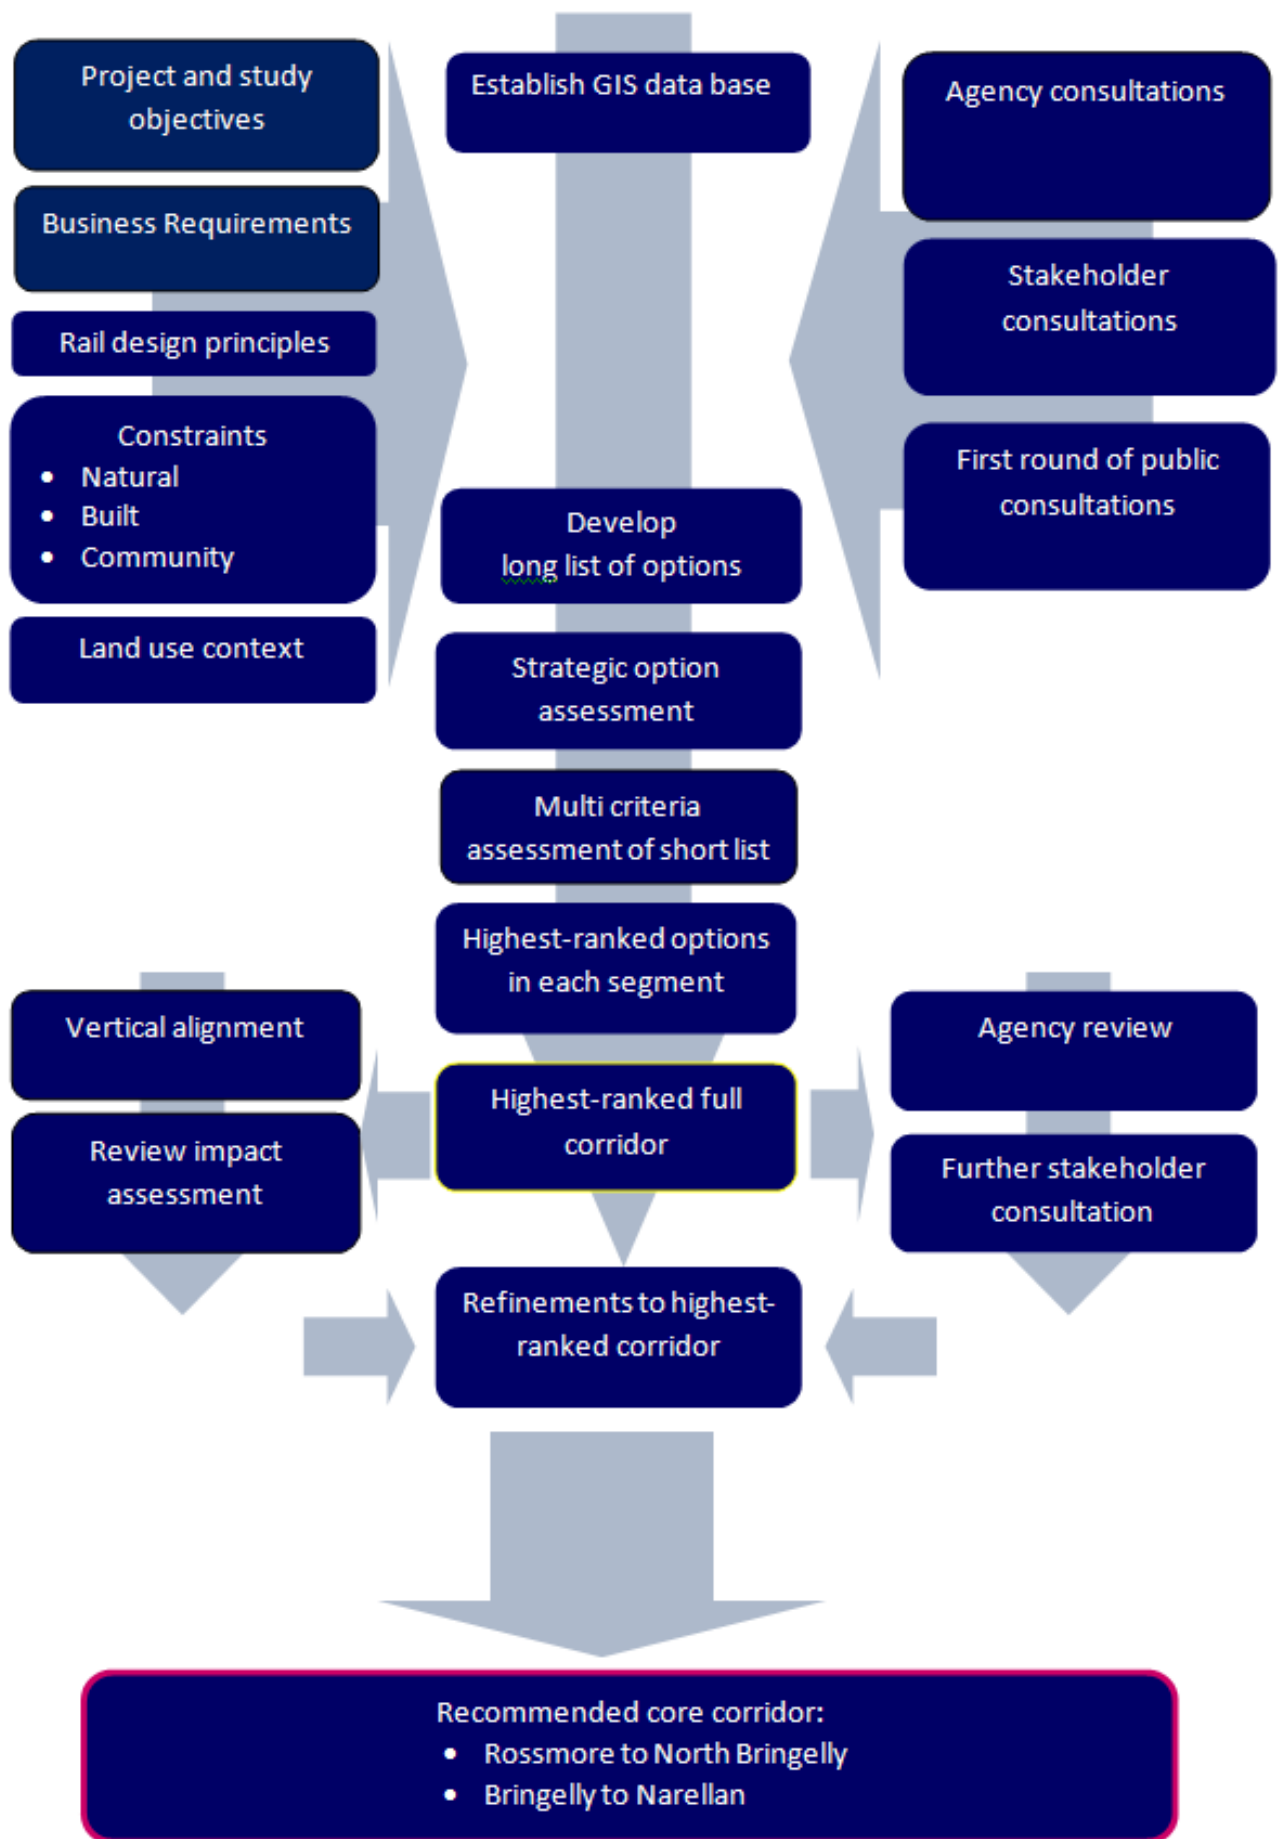 Project and study
objectives
Business Requirements
Rail design principles
Constraints
• Natural
• Built
• Community
Land use context
Establish GIS data base
Agency consultations
Stakeholder
consultations
First round of public
consultations
Develop
long list of options
Strategic option
assessment
Multi criteria
assessment of short list
Highest-ranked options
in each segment
Vertical alignment
Review impact
assessment
Highest-ranked full
corridor
Agency review
Further stakeholder
consultation
Refinements to highest-
ranked corridor
Recommended core corridor:
• Rossmore to North Bringelly
• Bringelly to Narellan